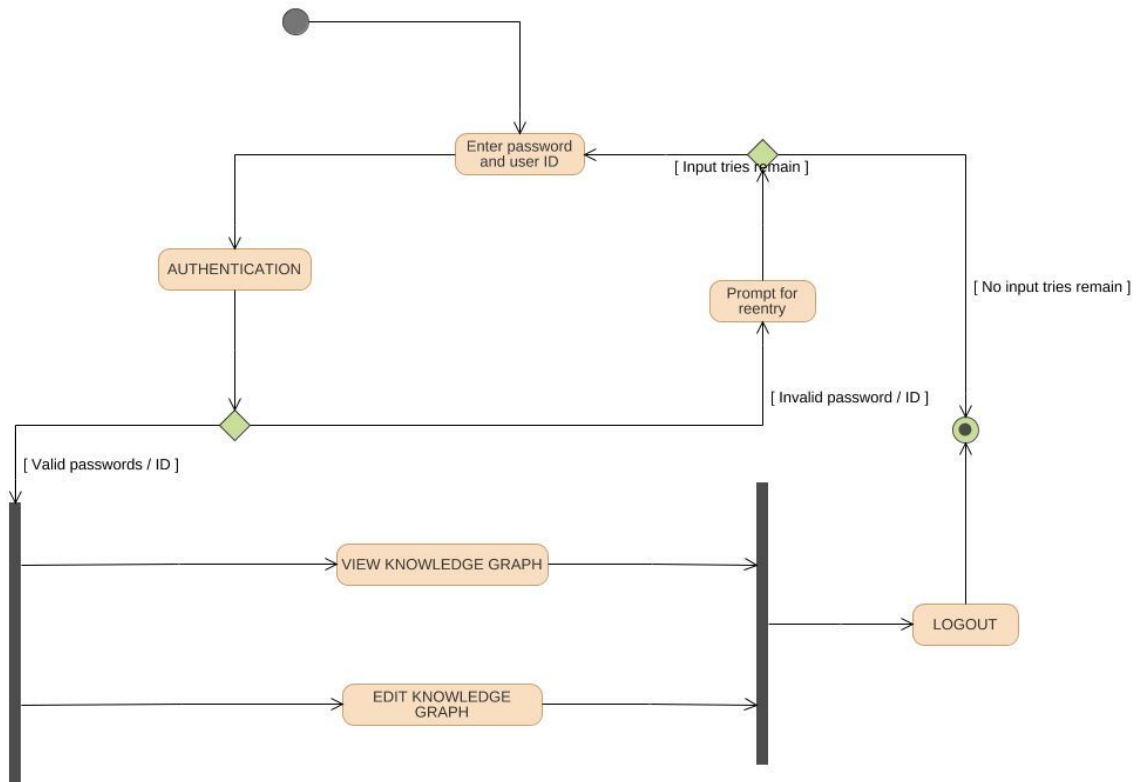 Enter password
and user ID
[ Input tries remain ]
AUTHENTICATION
Prompt for
reentry
[ No input tries remain ]
[ Invalid password / ID ]
[ Valid passwords / ID ]
VIEW KNOWLEDGE GRAPH
LOGOUT
EDIT KNOWLEDGE
GRAPH